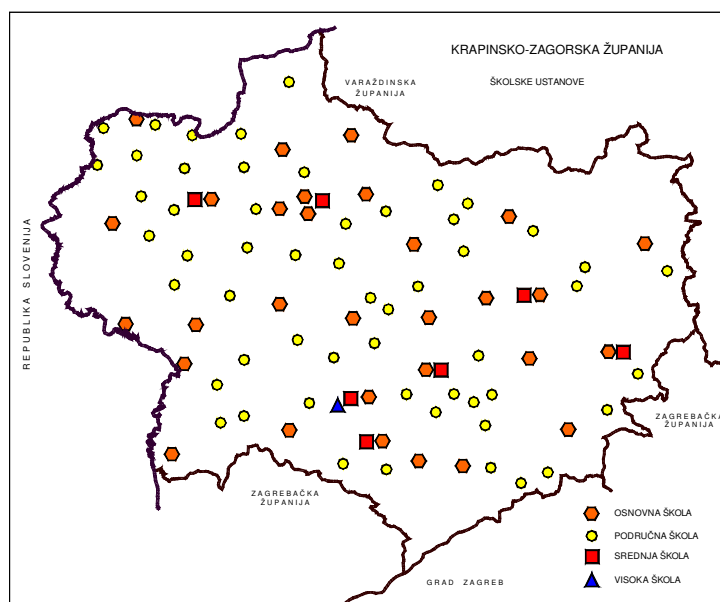 KRAPINSKO-ZAGORSKA ŽUPANIJA
ŠKOLSKE USTANOVE
VARAŽDINSKA
ŽUPANIJA
REPUBLIKA SLOVENIJA
ZAGREBAČKA
ŽUPANIJA
ZAGREBAČKA
ŽUPANIJA
GRAD ZAGREB
OSNOVNA ŠKOLA
PODRUČNA ŠKOLA
SREDNJA ŠKOLA
VISOKA ŠKOLA